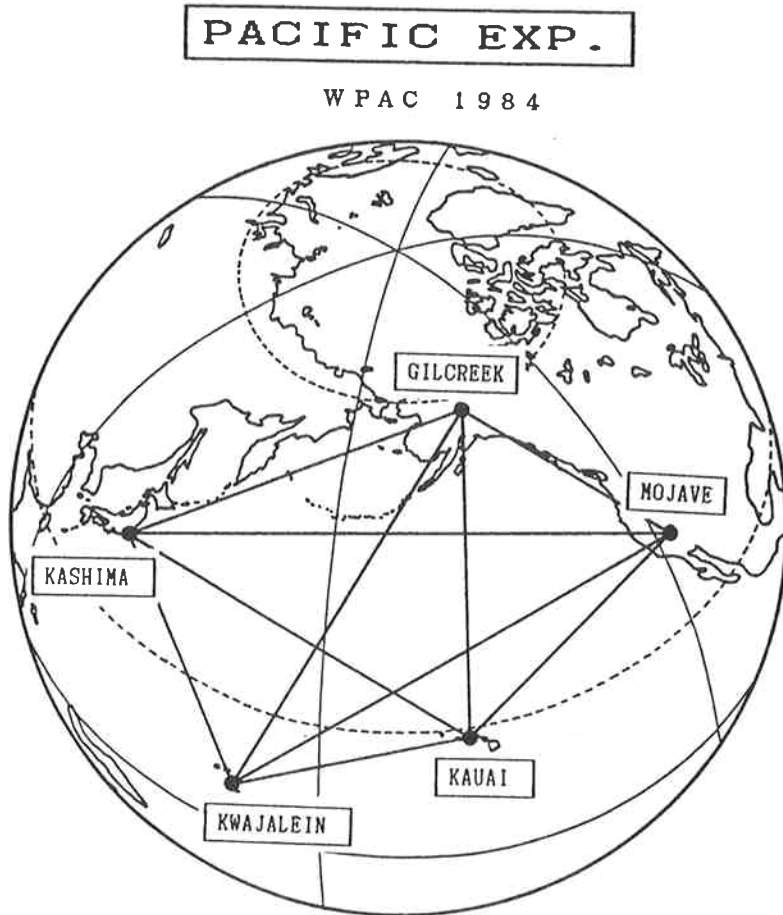 PACIFIC EXP.
WPAC 1984
GILCREEK
MOJAVE
KASHIMA
KAUAI
KWAJALEIN